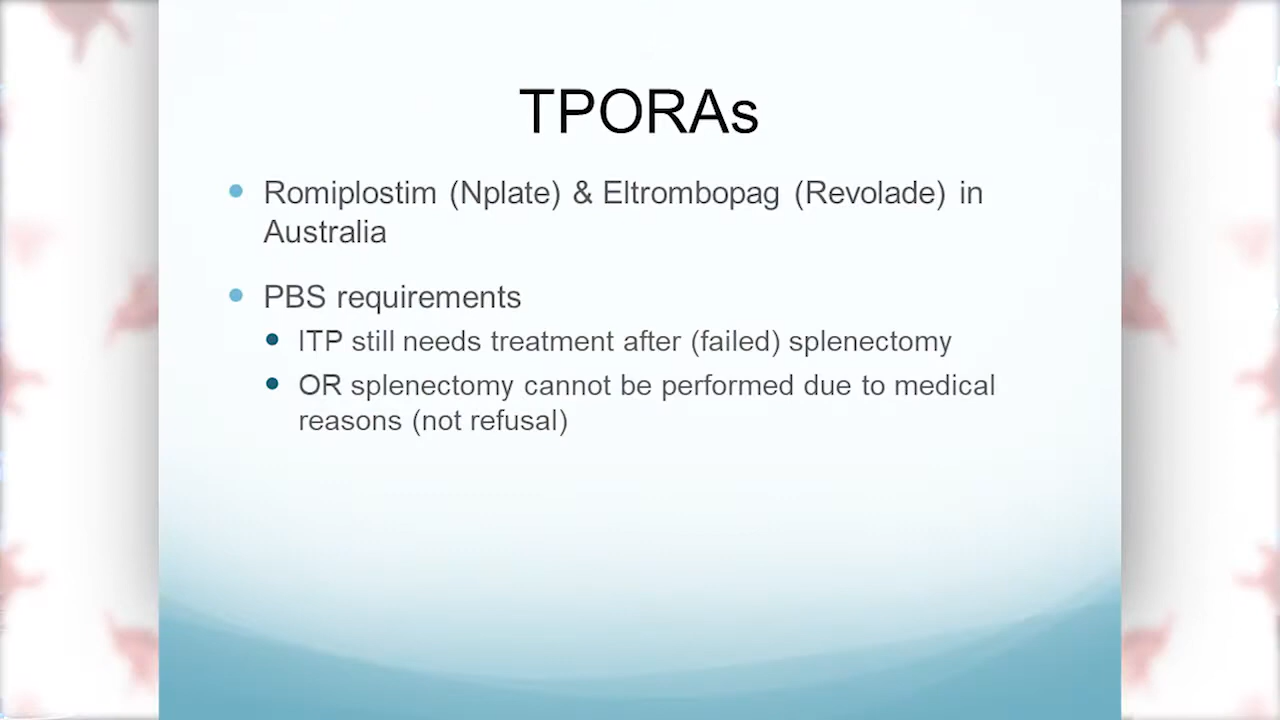 TPORAs
Romiplostim (Nplate) & Eltrombopag (Revolade) in
Australia
PBS requirements
ITP still needs treatment after (failed) splenectomy
OR splenectomy cannot be performed due to medical
reasons (not refusal)